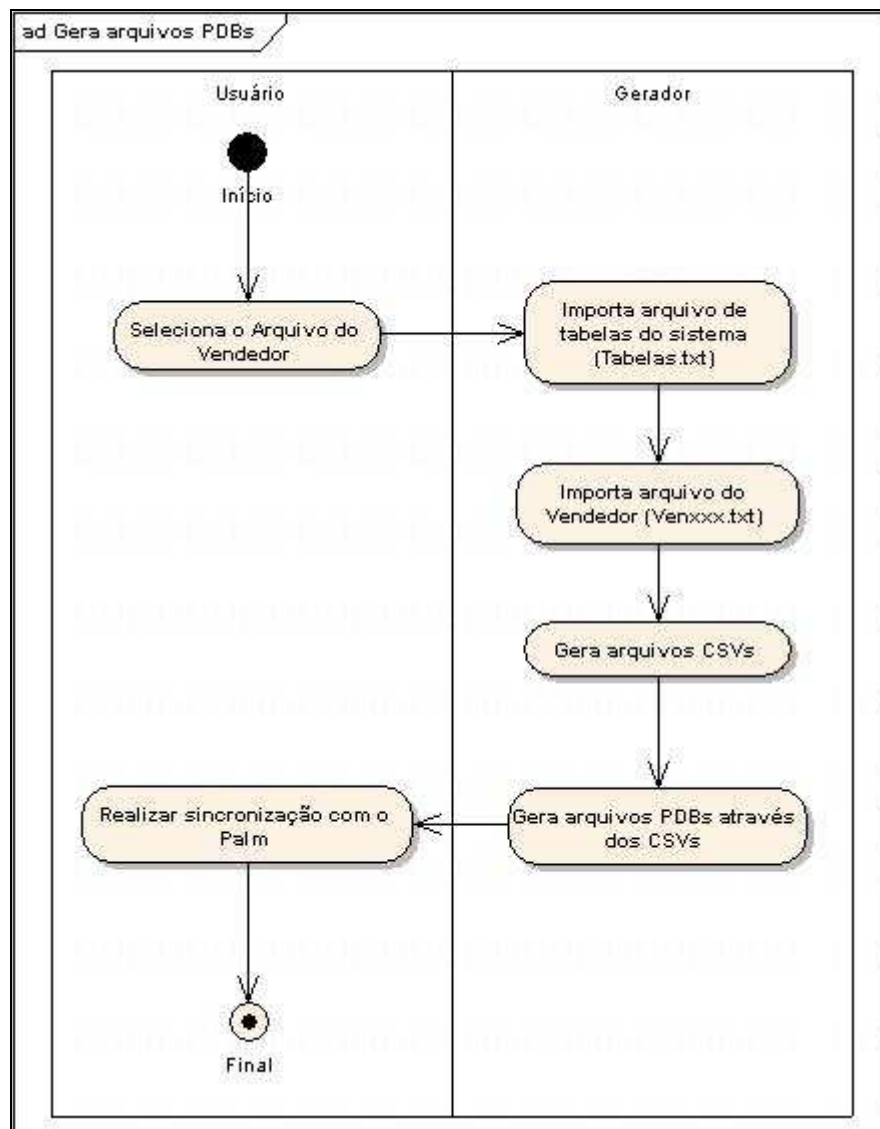 ad Gera arquivos PDBs
Usuário
Gerador
Início
Seleciona o Arquivo do
Vendedor
Importa arquivo de
tabelas do sistema
(Tabelas.txt)
Importa arquivo do
Vendedor (Venxxx.txt)
Gera arquivos CSVs
Gera arquivos PDBs através
dos CSVs
Realizar sincronização com o
Palm
Final